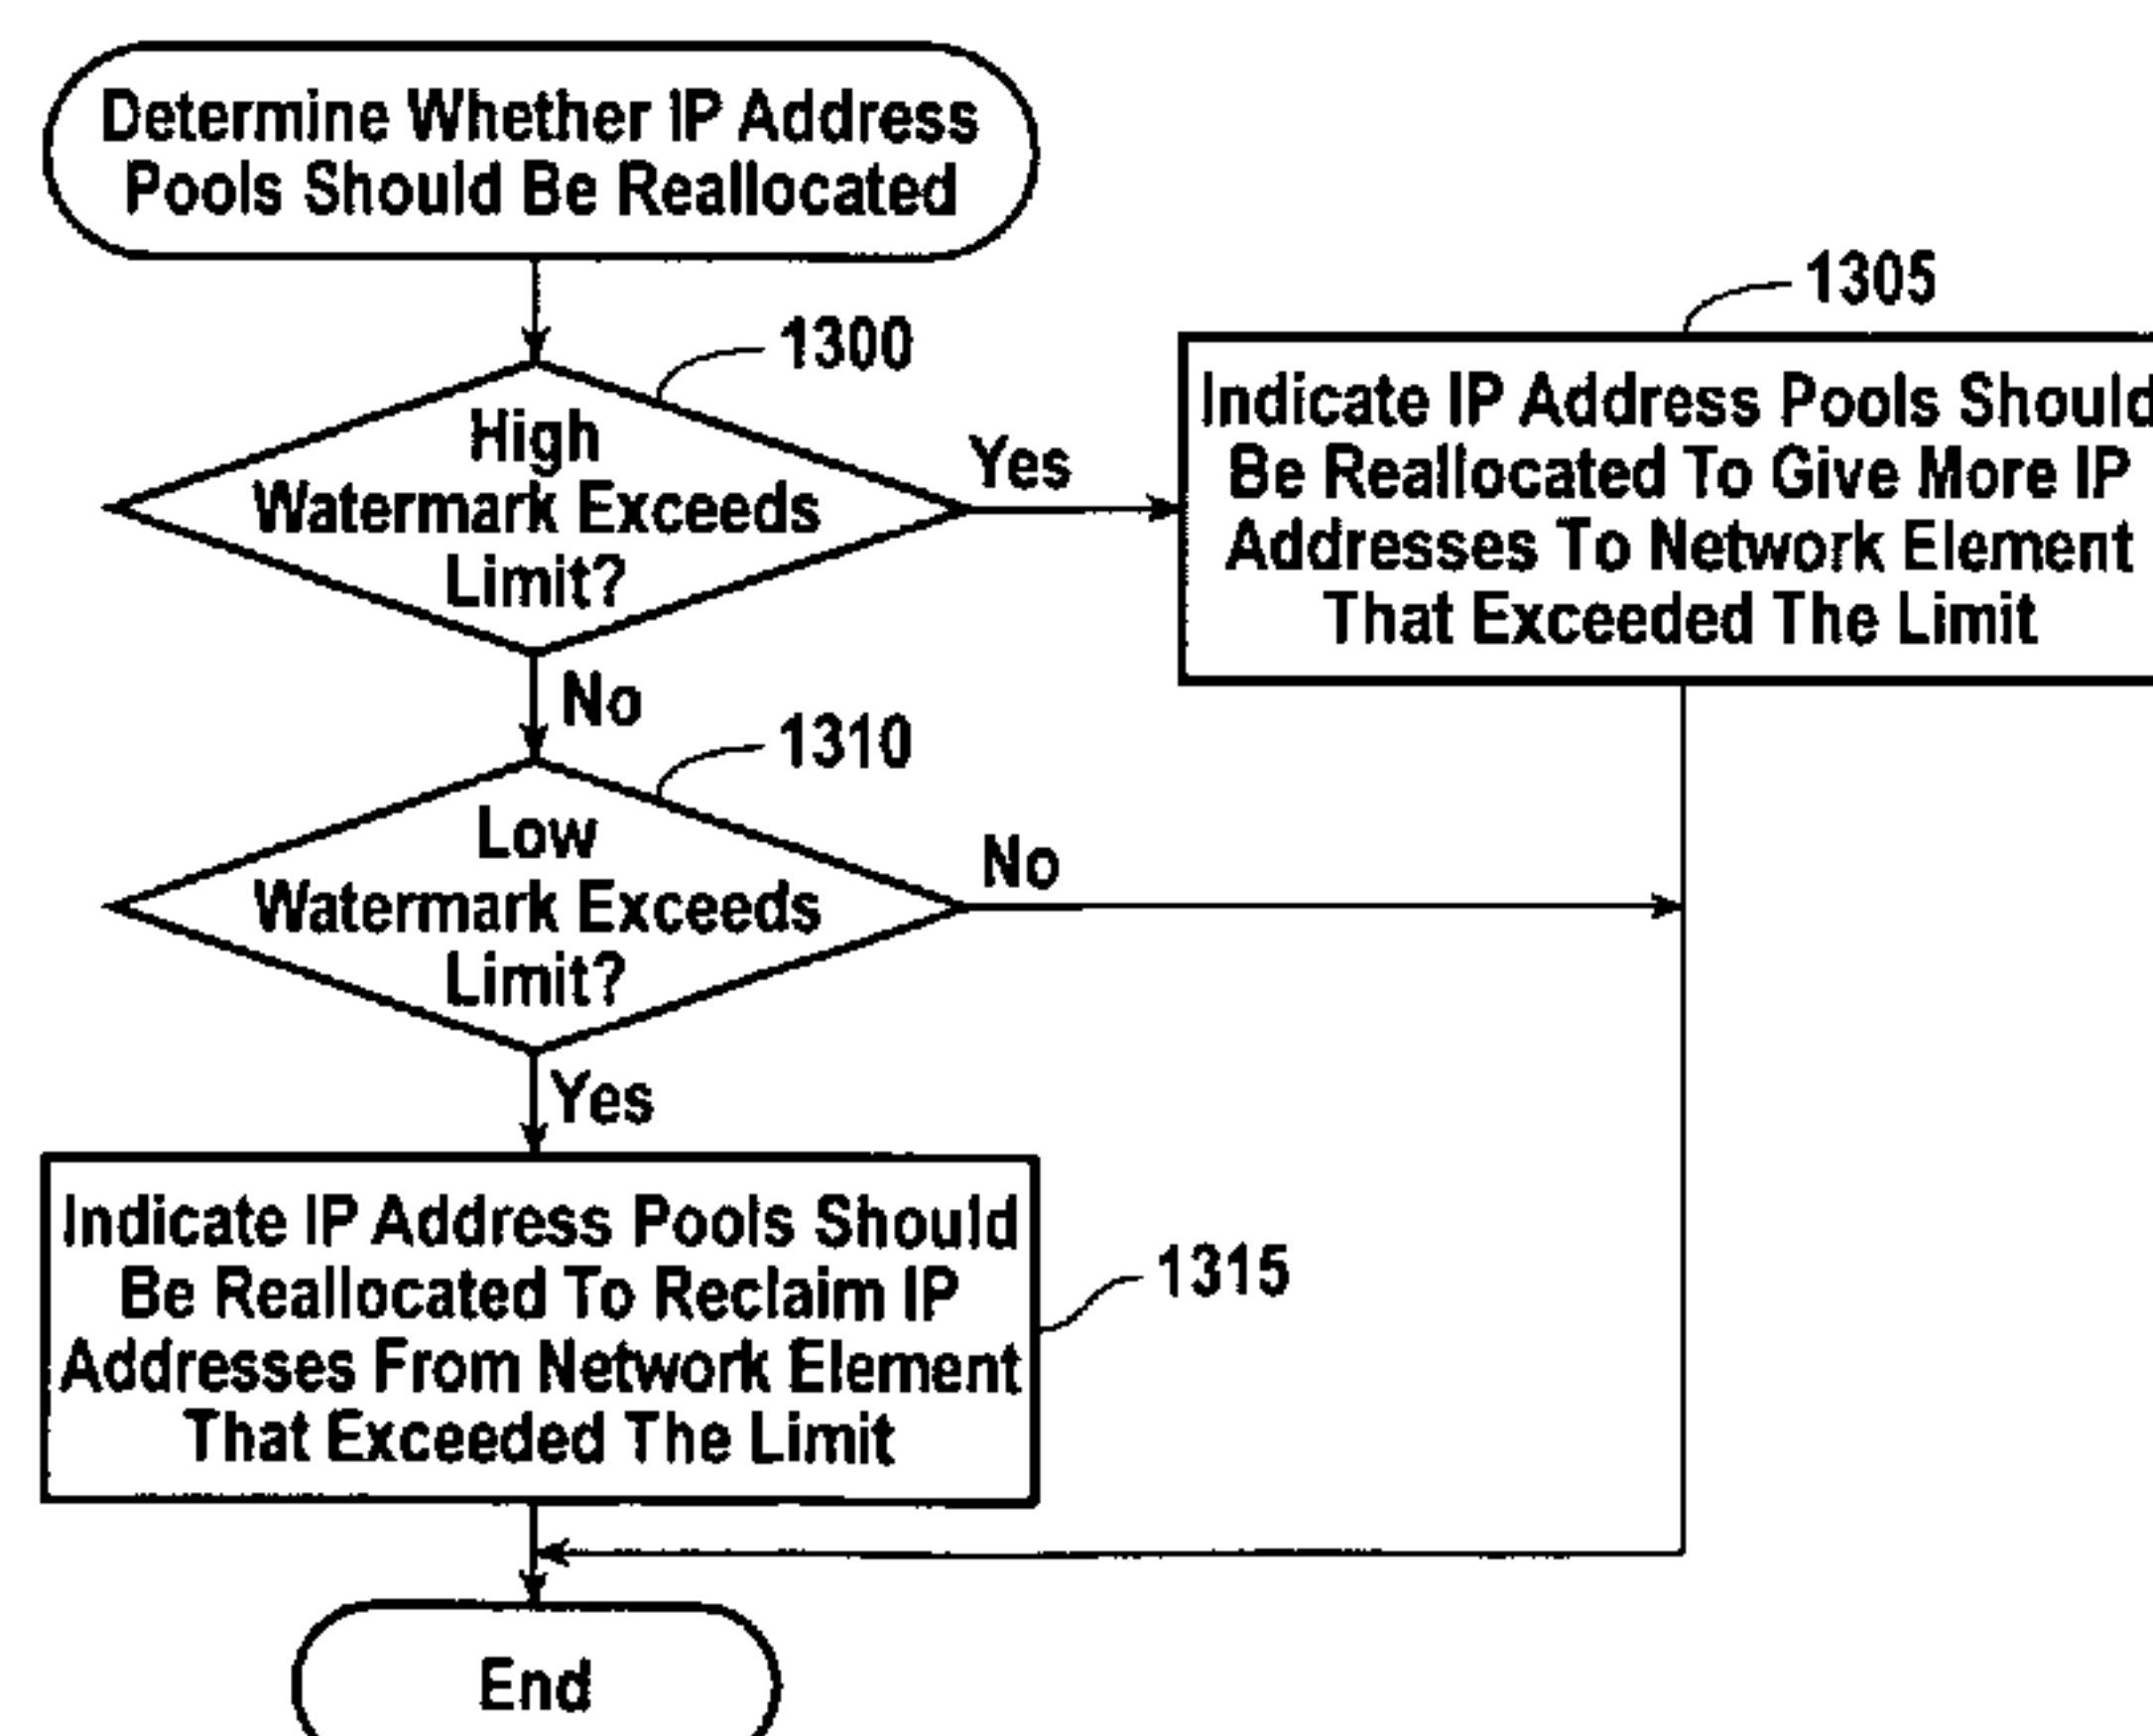 Determine Whether IP Address
Pools Should Be Reallocated
1300
High
Watermark Exceeds
Limit?
Yes
1305
Indicate IP Address Pools Should
Be Reallocated To Give More IP
Addresses To Network Element
That Exceeded The Limit
No
1310
Low
Watermark Exceeds
Limit?
No
Yes
Indicate IP Address Pools Should
Be Reallocated To Reclaim IP
Addresses From Network Element
That Exceeded The Limit
1315
End